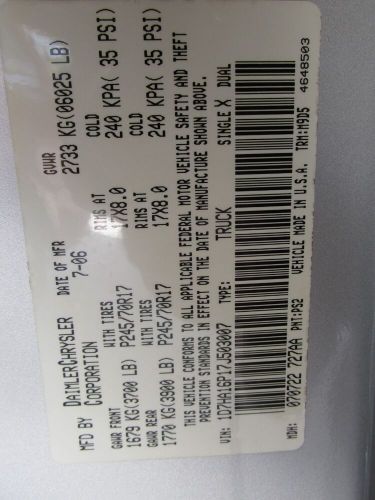 MFD BY DAIMLERCHRYSLER CORPORATION DATE OF MFR 7-06 GVWR 2733 KG(06025 LB)
GAWR FRONT WITH TIRES RIMS AT COLD
1679 KG(3700 LB) P245/70R17 17X8.0 240 KPA( 35 PSI)
GAWR REAR WITH TIRES RIMS AT COLD
1770 KG(3900 LB) P245/70R17 17X8.0 240 KPA( 35 PSI)
THIS VEHICLE CONFORMS TO ALL APPLICABLE FEDERAL MOTOR VEHICLE SAFETY AND THEFT
PREVENTION STANDARDS IN EFFECT ON THE DATE OF MANUFACTURE SHOWN ABOVE.
VIN: 1D7HA16P17J503007 TYPE: TRUCK SINGLE X DUAL
MDH: 070722 727AA PNT:PS2 VEHICLE MADE IN U.S.A. TRM:M9D5
4648503